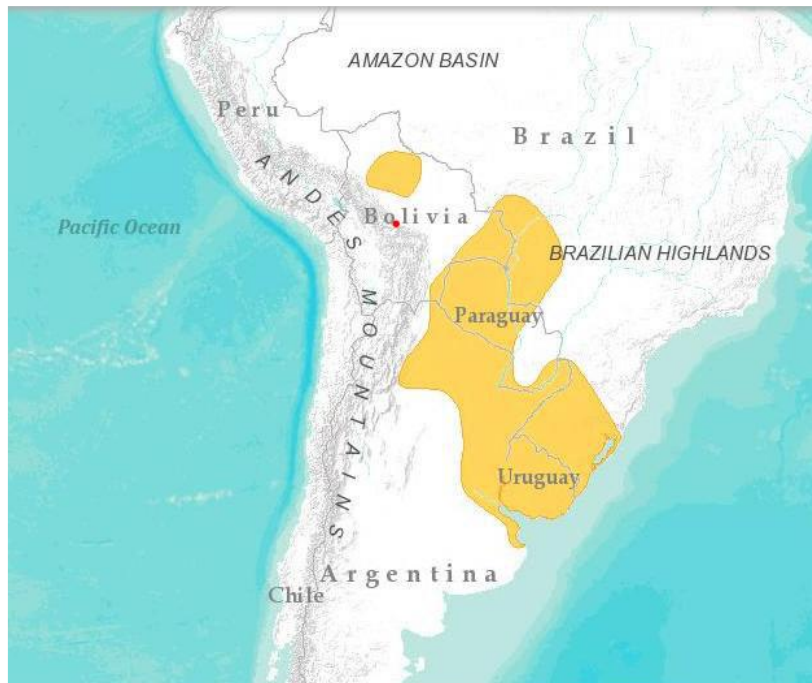 AMAZON BASIN
Peru
Brazil
ANDES MOUNTAINS
Bolivia
Pacific Ocean
BRAZILIAN HIGHLANDS
Paraguay
Uruguay
Argentina
Chile